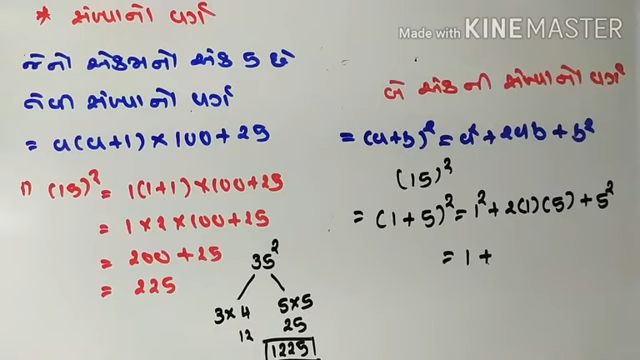 * સંખ્યાનો વર્ગ
Made with KINEMASTER
જેનો એકમનો અંક 5 છે
તેવી સંખ્યાનો વર્ગ
= a(a+1)×100+25
1) (15)² = 1(1+1)×100+25
= 1×2×100+25
= 200+25
= 225
35²
3×4 5×5
12 25
1225
બે અંકની સંખ્યાનો વર્ગ
= (a+b)² = a²+2ab+b²
(15)²
= (1+5)² = 1²+2(1)(5)+5²
= 1+